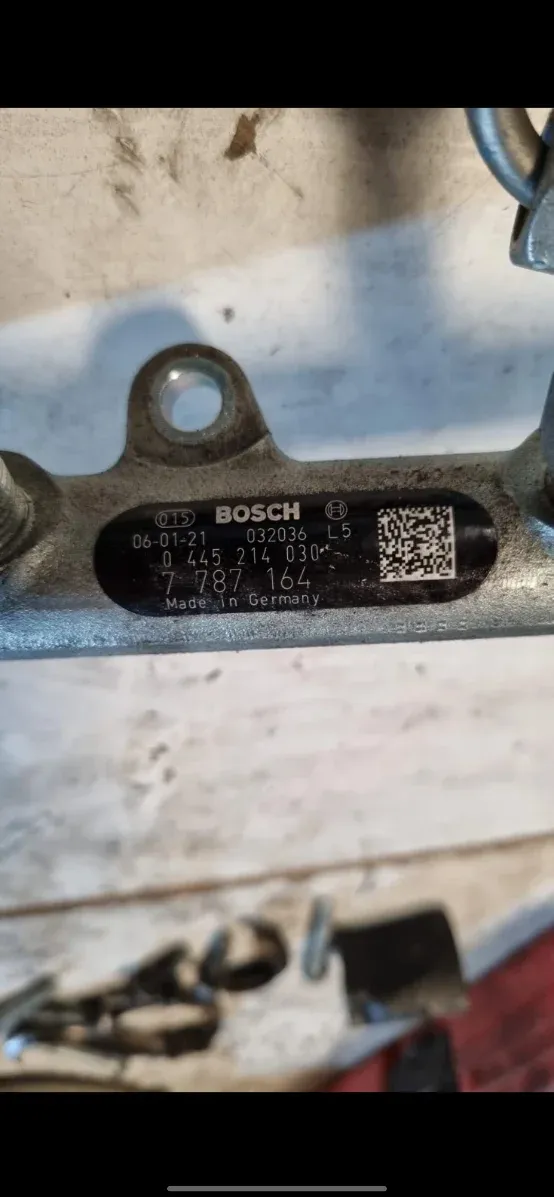 015 BOSCH
06-01-21 032036 L5
0 445 214 030
7 787 164
Made in Germany